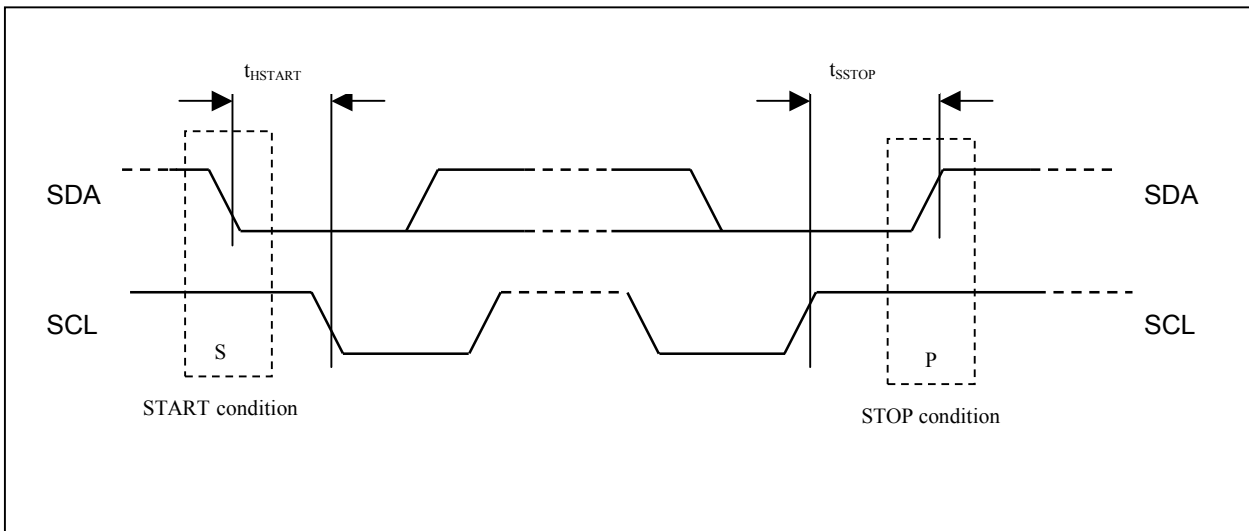 tHSTART
tSSTOP
SDA
SDA
SCL
SCL
S
P
START condition
STOP condition